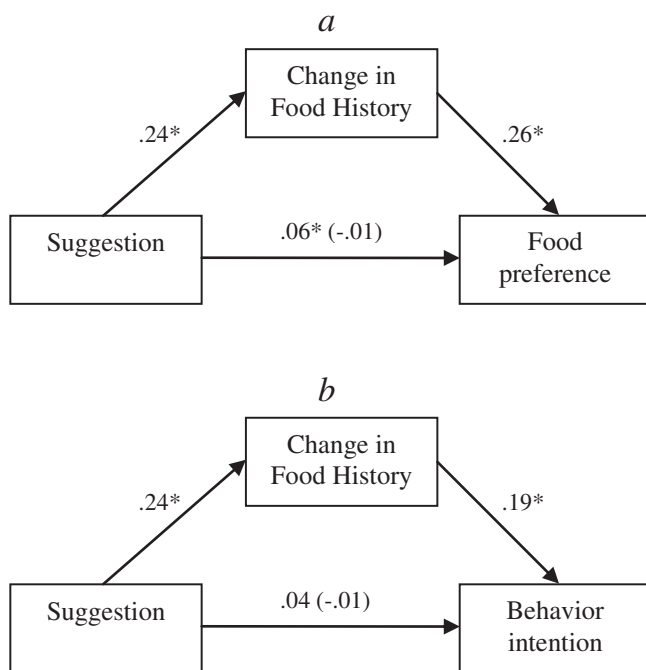 a
Change in
Food History
.24*
.26*
Suggestion
.06* (-.01)
Food
preference
b
Change in
Food History
.24*
.19*
Suggestion
.04 (-.01)
Behavior
intention